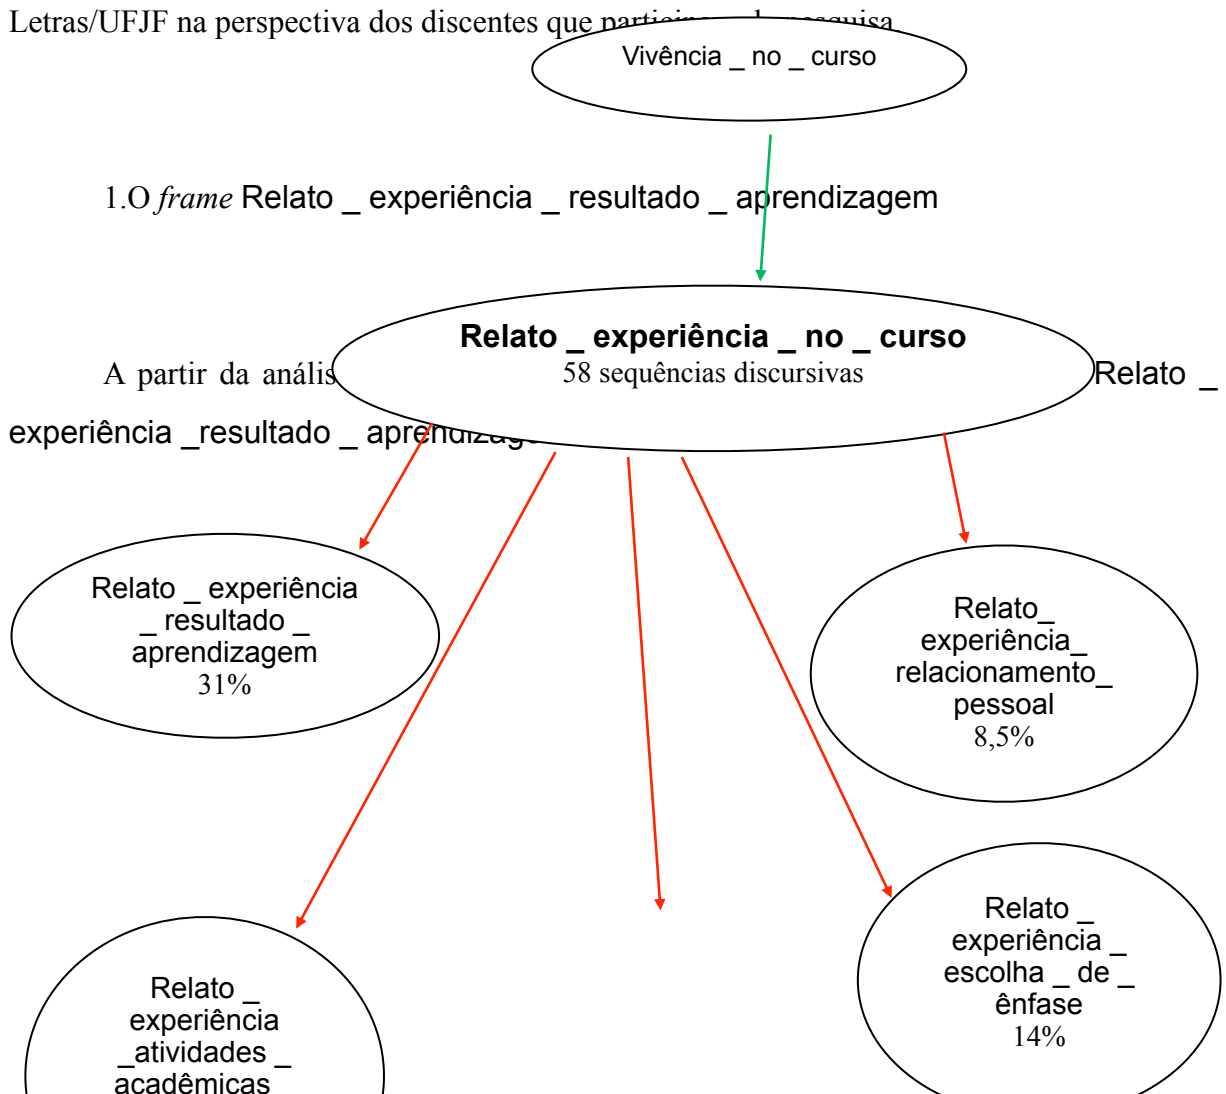 Letras/UFJF na perspectiva dos discentes que
Vivência _ no _ curso
1.O frame Relato _ experiência _ resultado _ aprendizagem
Relato _ experiência _ no _ curso
58 sequências discursivas
A partir da
Relato _
experiência _resultado _
Relato _ experiência
_ resultado _
aprendizagem
31%
Relato_
experiência_
relacionamento_
pessoal
8,5%
Relato _
experiência _
escolha _ de _
ênfase
14%
Relato _
experiência
_atividades _
acadêmicas